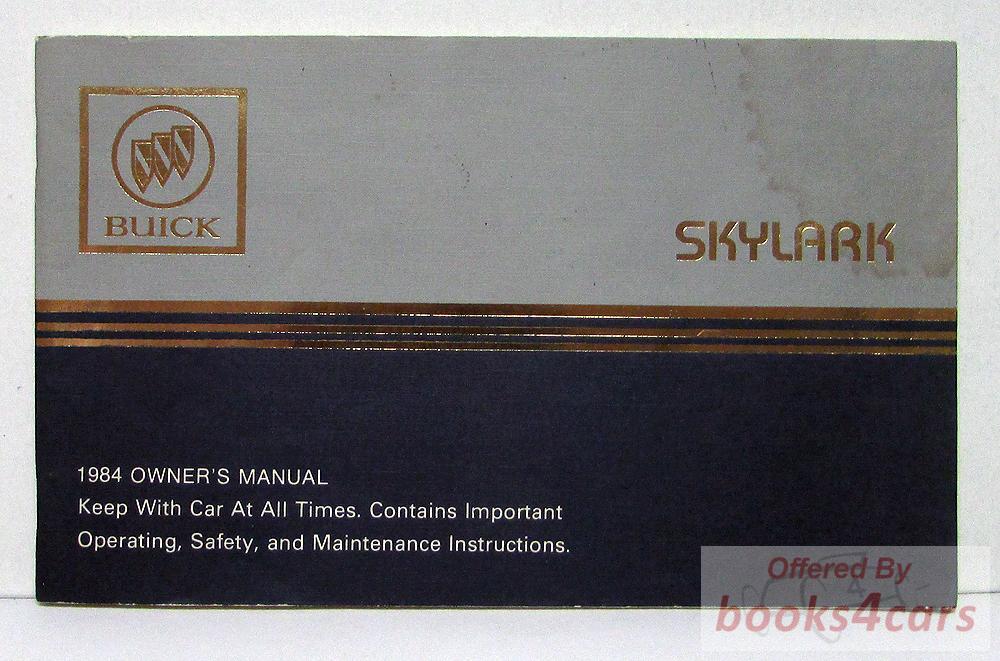 BUICK
SKYLARK
1984 OWNER'S MANUAL
Keep With Car At All Times. Contains Important
Operating, Safety, and Maintenance Instructions.
Offered By
books4cars